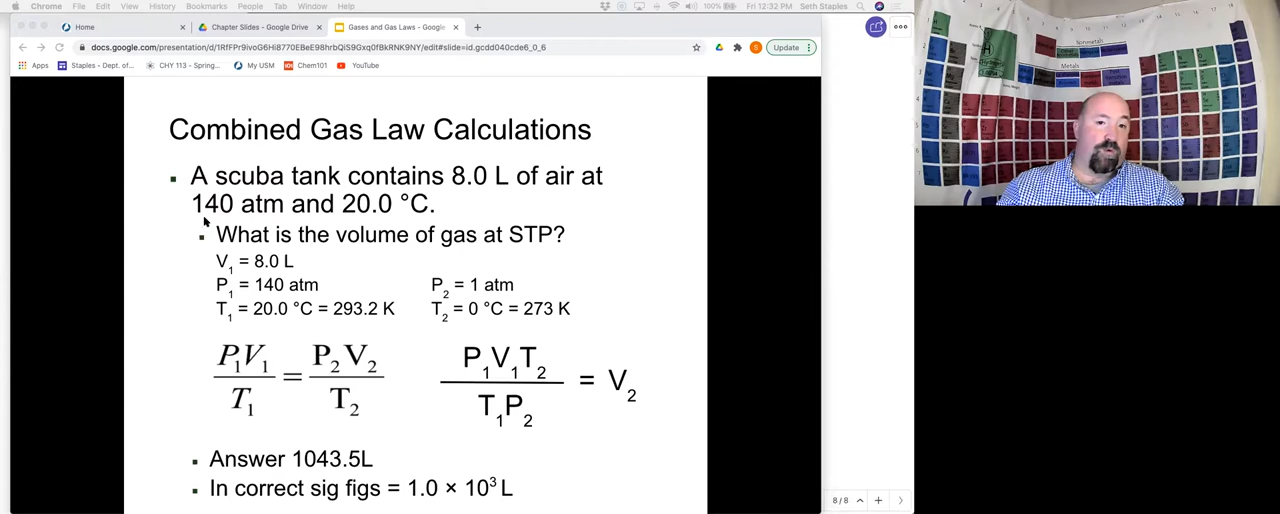 Chrome File Edit View History Bookmarks People Tab Window Help 100% Seth Staples Fri 12:32 PM
Home × Chapter Slides - Google Drive × Gases and Gas Laws - Google × +
docs.google.com/presentation/d/1RfFPr9ivoG6Hi870EBeE98hrbQiS9Gxq0fBkRNK9NY/edit#slide=id.gcdd040cde6_0_6 S Update
Apps Staples - Dept. of... CHY 113 - Spring... My USM Chem101 YouTube
Combined Gas Law Calculations
A scuba tank contains 8.0 L of air at
140 atm and 20.0 °C.
What is the volume of gas at STP?
V₁ = 8.0 L
P₁ = 140 atm P₂ = 1 atm
T₁ = 20.0 °C = 293.2 K T₂ = 0 °C = 273 K
P₁V₁ / T₁ = P₂V₂ / T₂ P₁V₁T₂ / T₁P₂ = V₂
Answer 1043.5L
In correct sig figs = 1.0 × 10³ L
8/8
Nonmetals
Metals